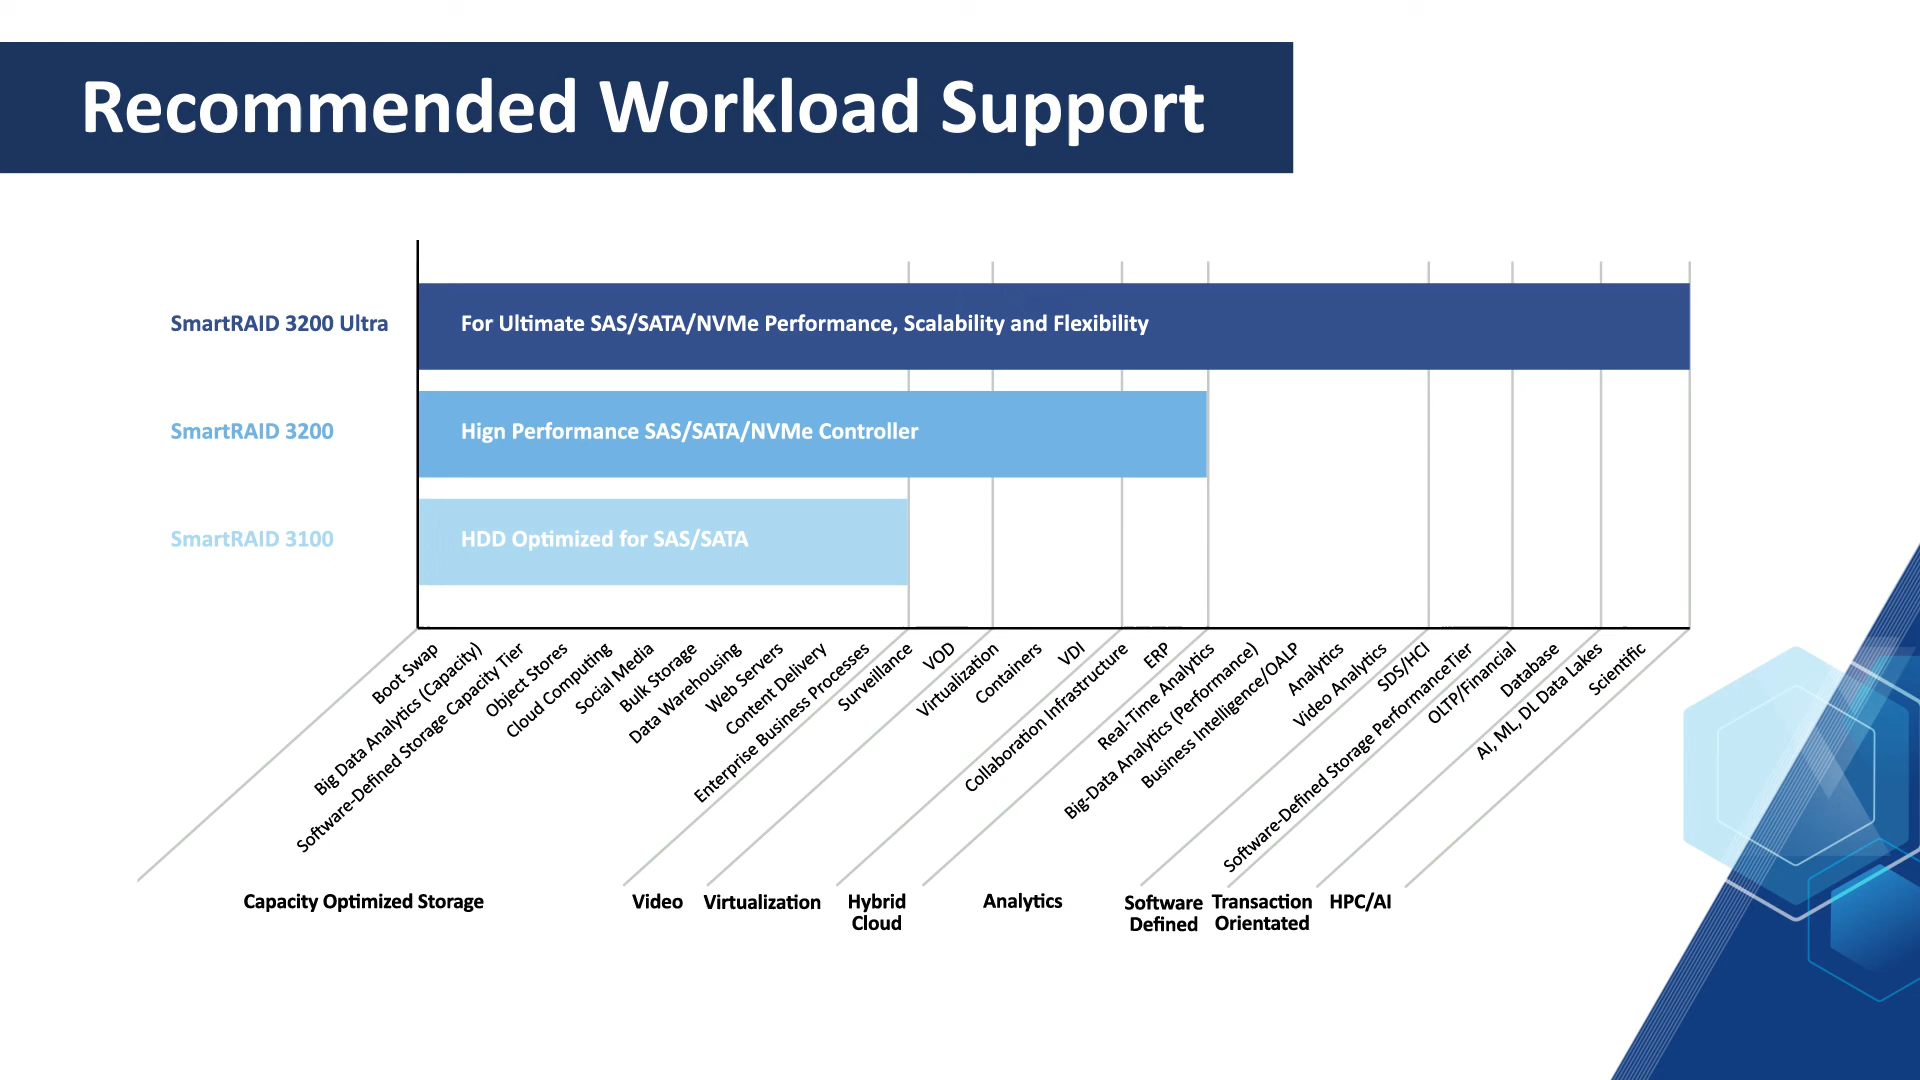 Recommended Workload Support
SmartRAID 3200 Ultra
For Ultimate SAS/SATA/NVMe Performance, Scalability and Flexibility
SmartRAID 3200
Hign Performance SAS/SATA/NVMe Controller
SmartRAID 3100
HDD Optimized for SAS/SATA
Boot Swap
Big Data Analytics (Capacity)
Software-Defined Storage Capacity Tier
Object Stores
Cloud Computing
Social Media
Bulk Storage
Data Warehousing
Web Servers
Content Delivery
Enterprise Business Processes
Surveillance
VOD
Virtualization
Containers
VDI
Collaboration Infrastructure
ERP
Real-Time Analytics
Big-Data Analytics (Performance)
Business Intelligence/OALP
Analytics
Video Analytics
SDS/HCI
Software-Defined Storage PerformanceTier
OLTP/Financial
Database
AI, ML, DL Data Lakes
Scientific
Capacity Optimized Storage
Video
Virtualization
Hybrid
Cloud
Analytics
Software
Defined
Transaction
Orientated
HPC/AI